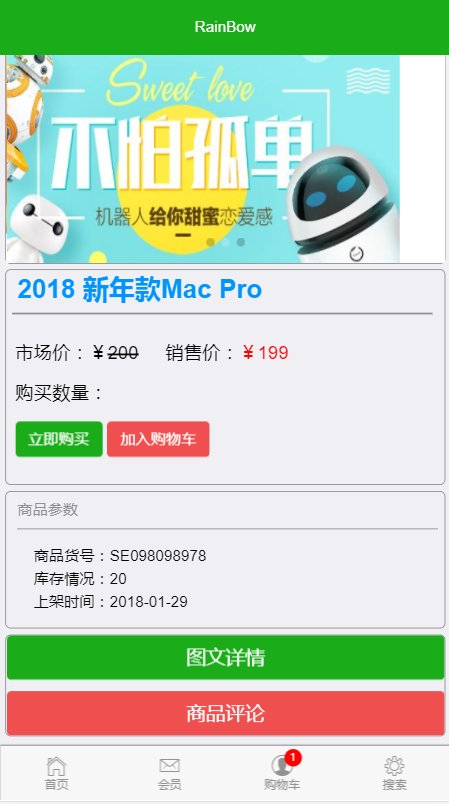 RainBow
Sweet love
不怕孤单
机器人给你甜蜜恋爱感
2018 新年款Mac Pro
市场价：￥200 销售价：￥199
购买数量：
立即购买 加入购物车
商品参数
商品货号：SE098098978
库存情况：20
上架时间：2018-01-29
图文详情
商品评论
1
首页 会员 购物车 搜索